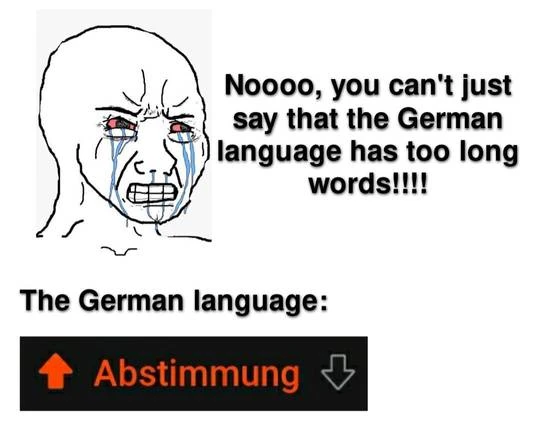 Noooo, you can't just
say that the German
language has too long
words!!!!
The German language:
Abstimmung